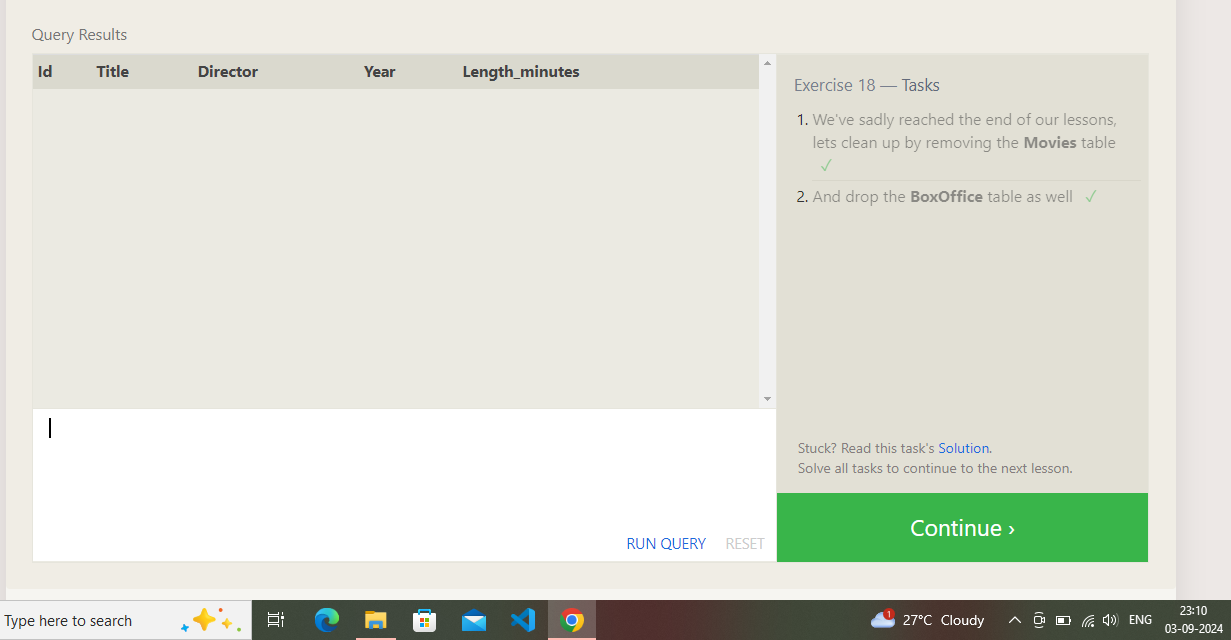 Query Results
Id Title Director Year Length_minutes
Exercise 18 — Tasks
1. We've sadly reached the end of our lessons,
lets clean up by removing the Movies table
✓
2. And drop the BoxOffice table as well ✓
Stuck? Read this task's Solution.
Solve all tasks to continue to the next lesson.
RUN QUERY RESET
Continue ›
Type here to search
1 27°C Cloudy ENG 23:10
03-09-2024